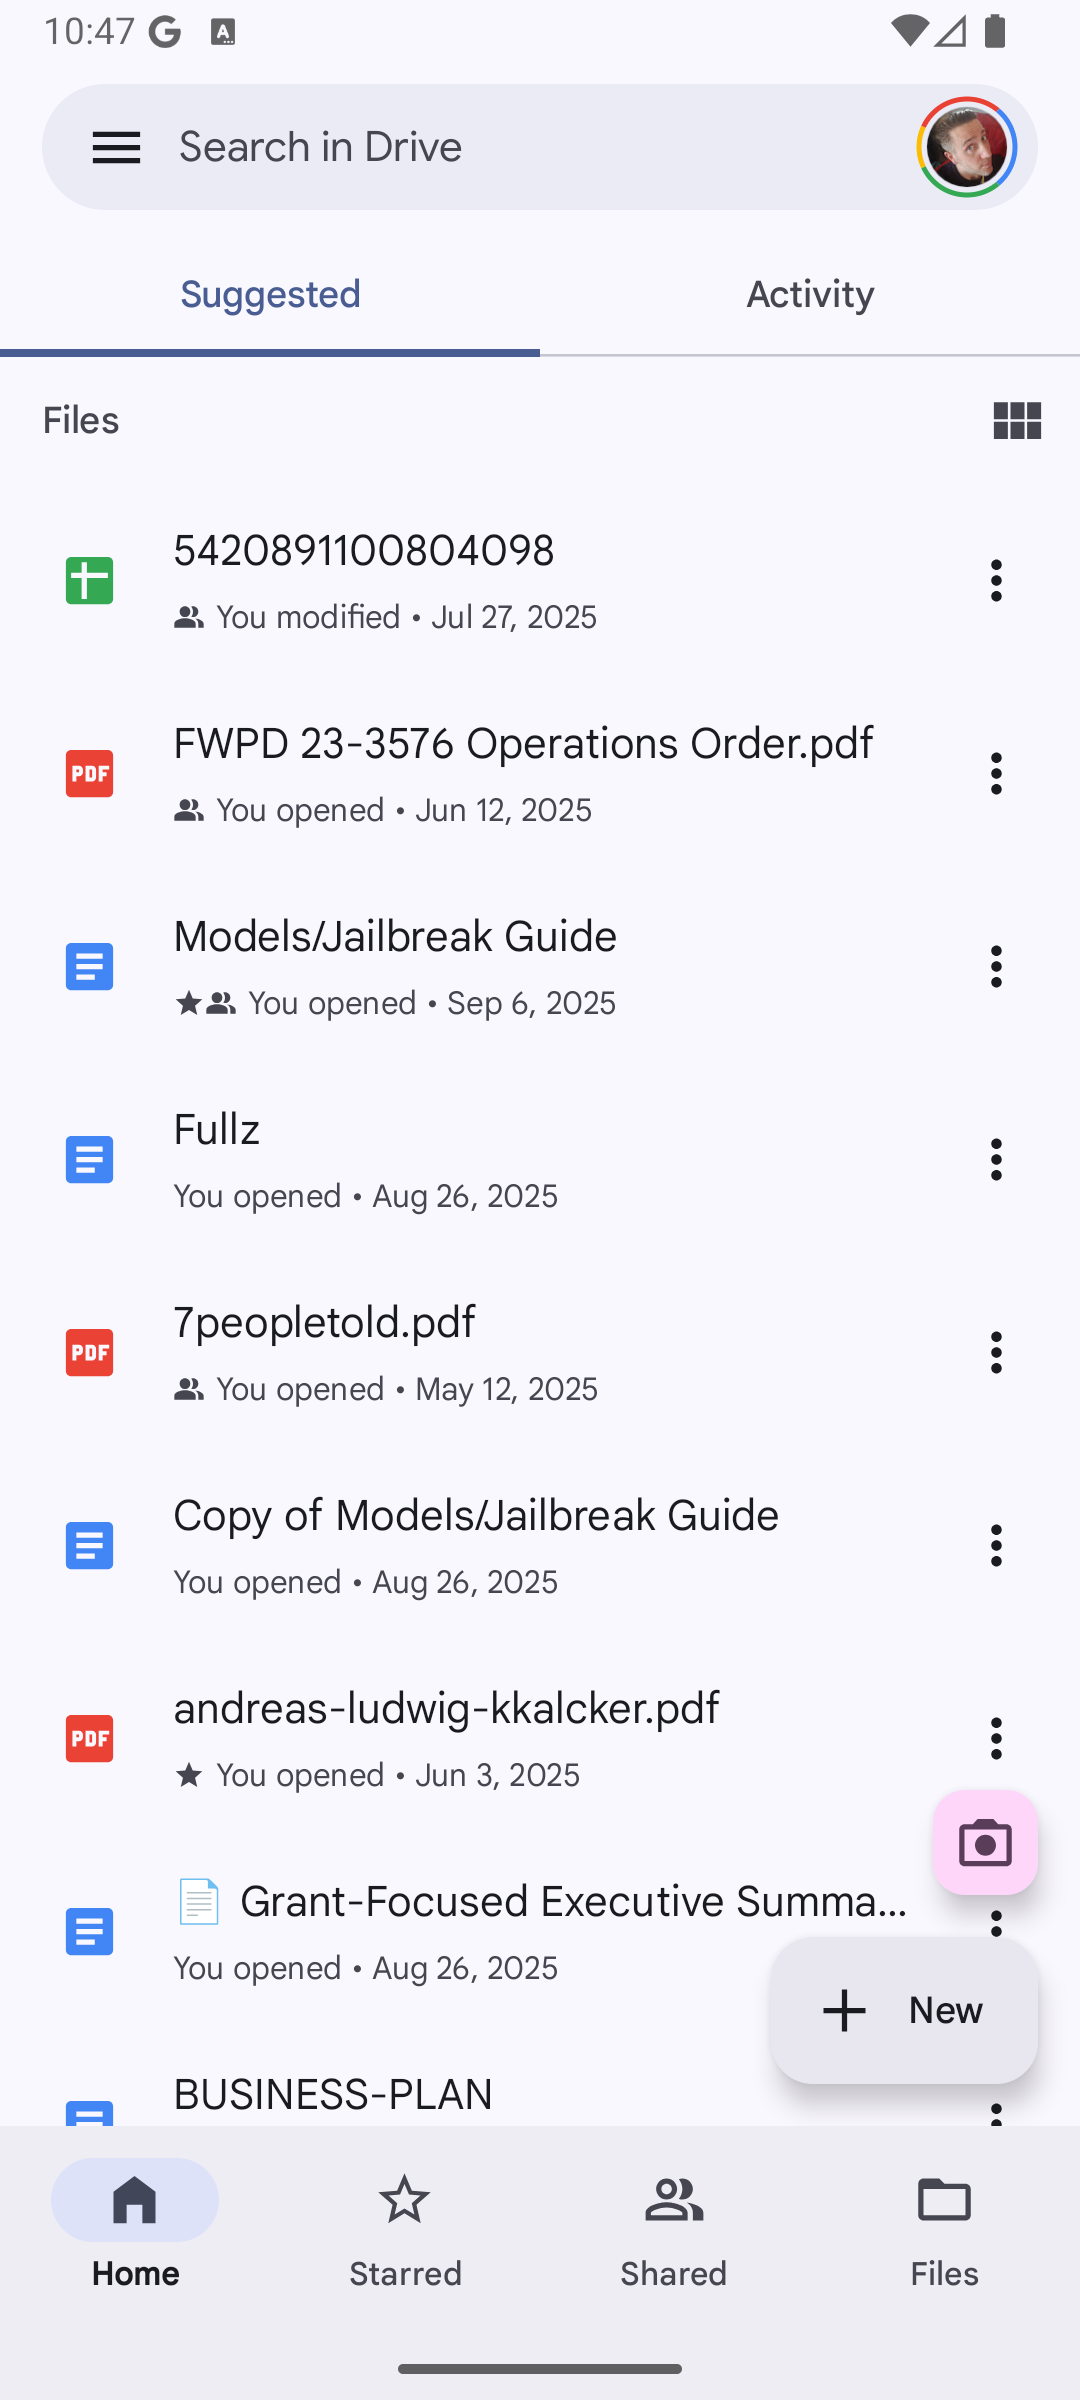 10:47
Search in Drive
Suggested
Activity
Files
5420891100804098
You modified • Jul 27, 2025
PDF
FWPD 23-3576 Operations Order.pdf
You opened • Jun 12, 2025
Models/Jailbreak Guide
You opened • Sep 6, 2025
Fullz
You opened • Aug 26, 2025
PDF
7peopletold.pdf
You opened • May 12, 2025
Copy of Models/Jailbreak Guide
You opened • Aug 26, 2025
PDF
andreas-ludwig-kkalcker.pdf
You opened • Jun 3, 2025
Grant-Focused Executive Summa...
You opened • Aug 26, 2025
New
BUSINESS-PLAN
Home
Starred
Shared
Files